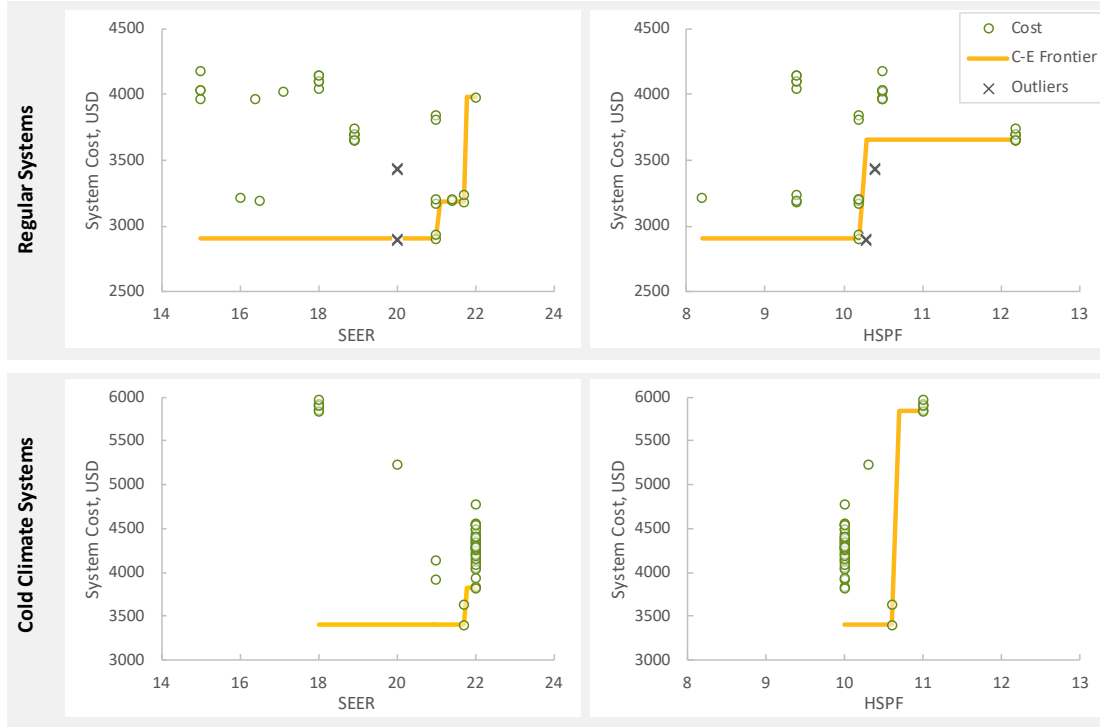 Regular Systems
System Cost, USD
4500
4000
3500
3000
2500
14 16 18 20 22 24
SEER
System Cost, USD
4500
4000
3500
3000
2500
8 9 10 11 12 13
HSPF
Cost
C-E Frontier
Outliers
Cold Climate Systems
System Cost, USD
6000
5500
5000
4500
4000
3500
3000
14 16 18 20 22 24
SEER
System Cost, USD
6000
5500
5000
4500
4000
3500
3000
8 9 10 11 12 13
HSPF